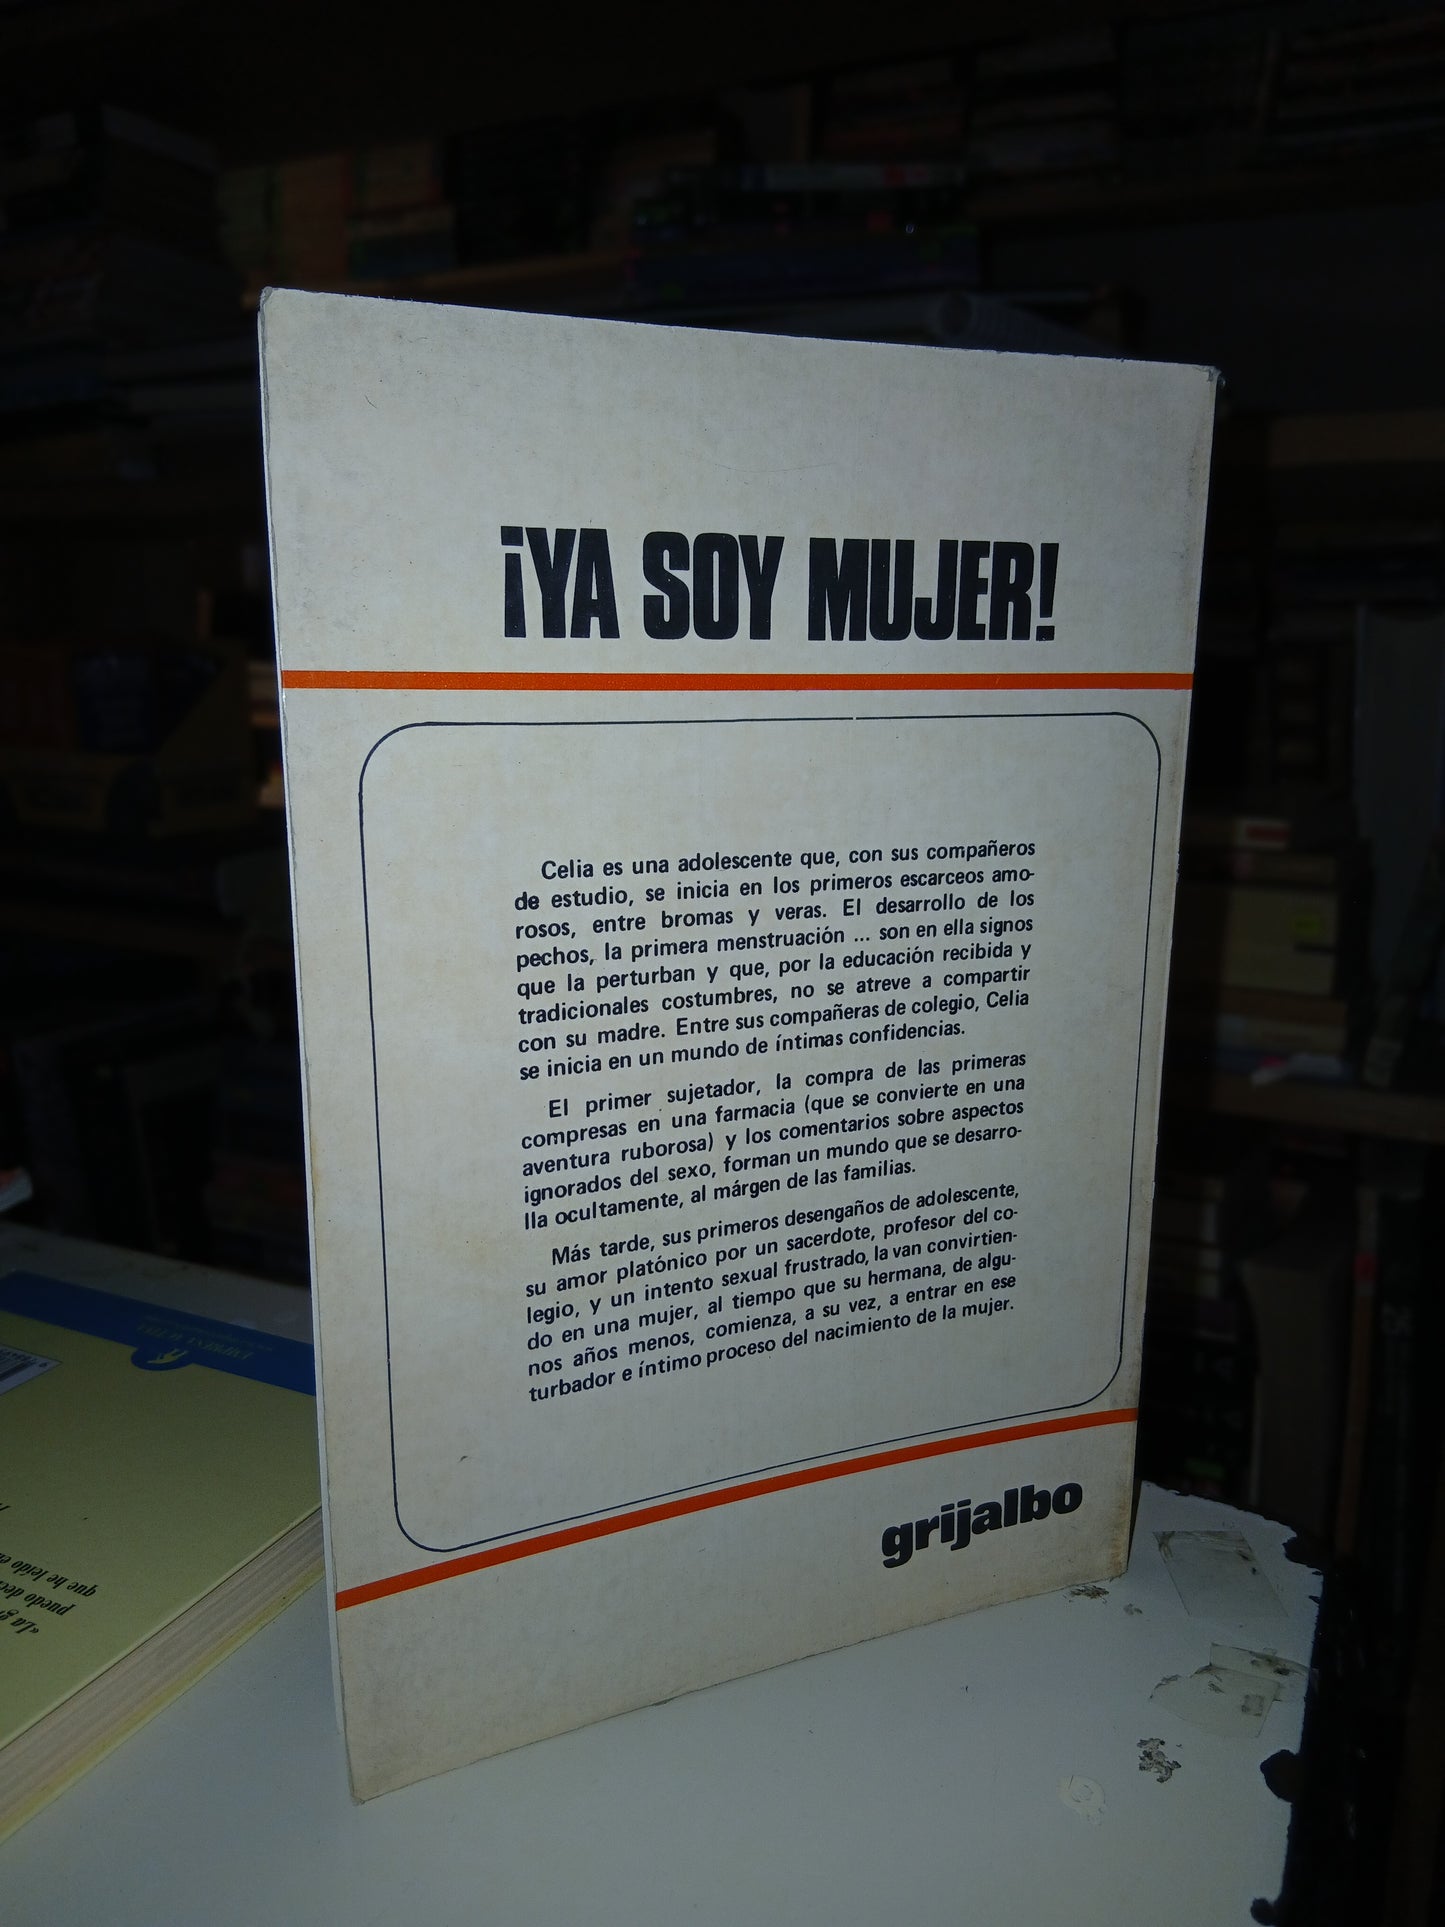 ¡YA SOY MUJER!
Celia es una adolescente que, con sus compañeros
de estudio, se inicia en los primeros escarceos amo-
rosos, entre bromas y veras. El desarrollo de los
pechos, la primera menstruación ... son en ella signos
que la perturban y que, por la educación recibida y
tradicionales costumbres, no se atreve a compartir
con su madre. Entre sus compañeras de colegio, Celia
se inicia en un mundo de íntimas confidencias.
El primer sujetador, la compra de las primeras
compresas en una farmacia (que se convierte en una
aventura ruborosa) y los comentarios sobre aspectos
ignorados del sexo, forman un mundo que se desarro-
lla ocultamente, al márgen de las familias.
Más tarde, sus primeros desengaños de adolescente,
su amor platónico por un sacerdote, profesor del co-
legio, y un intento sexual frustrado, la van convirtien-
do en una mujer, al tiempo que su hermana, de algu-
nos años menos, comienza, a su vez, a entrar en ese
turbador e íntimo proceso del nacimiento de la mujer.
grijalbo
«La g
puedo dec
que he leído e